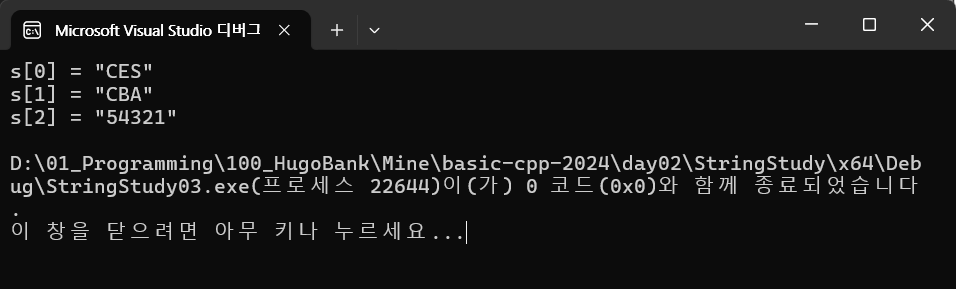 Microsoft Visual Studio 디버그
s[0] = "CES"
s[1] = "CBA"
s[2] = "54321"
D:\01_Programming\100_HugoBank\Mine\basic-cpp-2024\day02\StringStudy\x64\Deb
ug\StringStudy03.exe(프로세스 22644)이(가) 0 코드(0x0)와 함께 종료되었습니다
.
이 창을 닫으려면 아무 키나 누르세요...